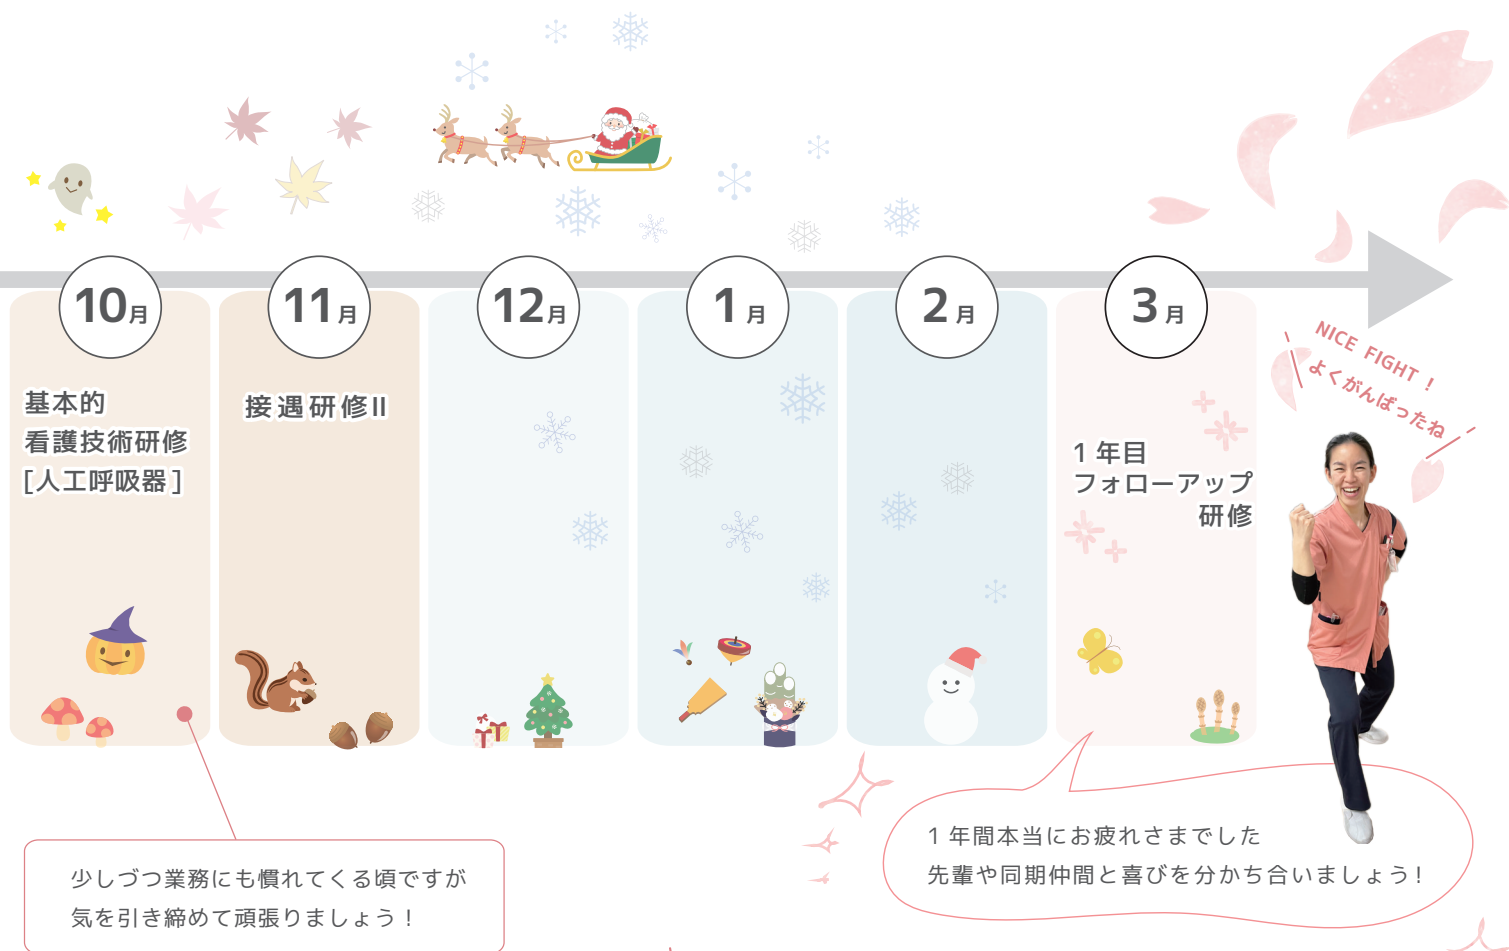 10月
11月
12月
1月
2月
3月
NICE FIGHT !
よくがんばったね
基本的
看護技術研修
[人工呼吸器]
接遇研修II
1年目
フォローアップ
研修
少しづつ業務にも慣れてくる頃ですが
気を引き締めて頑張りましょう！
1年間本当にお疲れさまでした
先輩や同期仲間と喜びを分かち合いましょう！